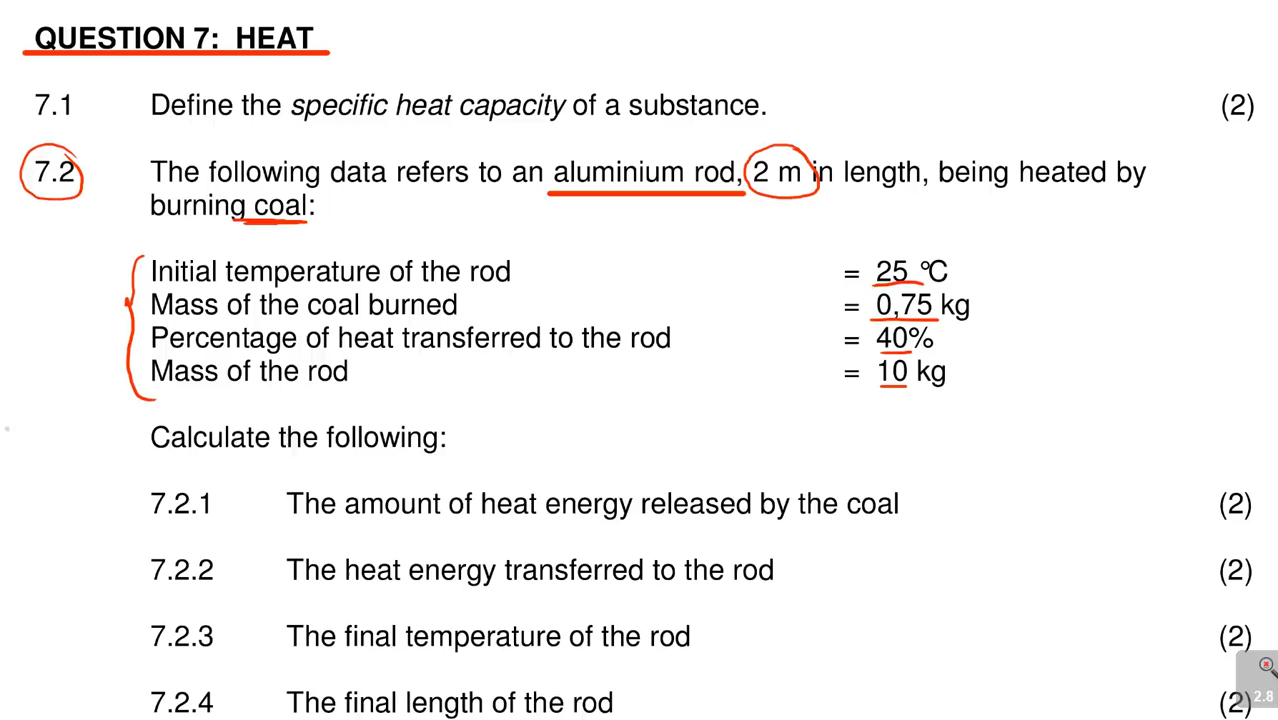 QUESTION 7: HEAT
7.1 Define the specific heat capacity of a substance. (2)
7.2 The following data refers to an aluminium rod, 2 m in length, being heated by
burning coal:
Initial temperature of the rod = 25 °C
Mass of the coal burned = 0,75 kg
Percentage of heat transferred to the rod = 40%
Mass of the rod = 10 kg
Calculate the following:
7.2.1 The amount of heat energy released by the coal (2)
7.2.2 The heat energy transferred to the rod (2)
7.2.3 The final temperature of the rod (2)
7.2.4 The final length of the rod (2)
2.8